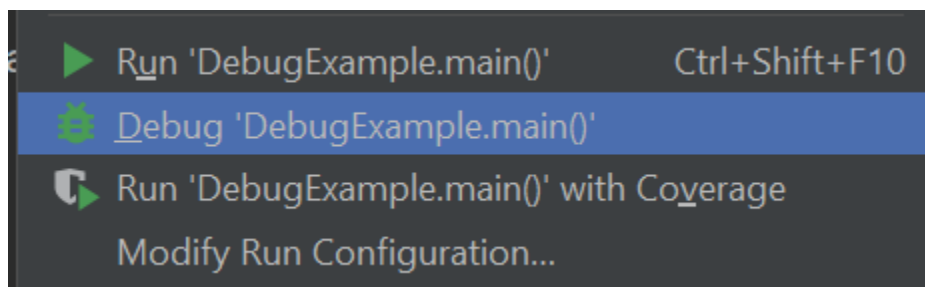 Run 'DebugExample.main()' Ctrl+Shift+F10
Debug 'DebugExample.main()'
Run 'DebugExample.main()' with Coverage
Modify Run Configuration...